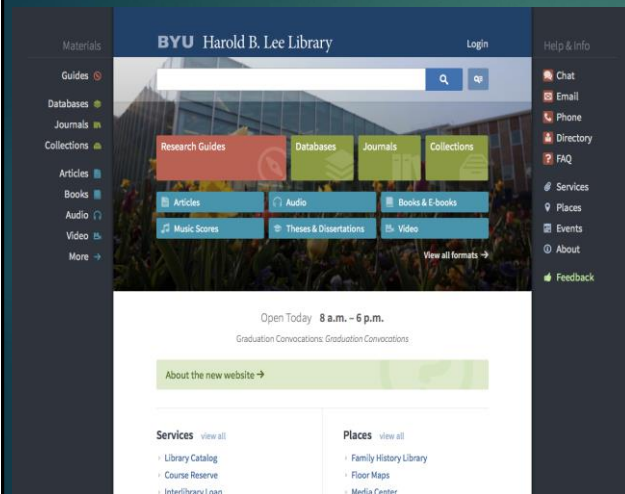 Materials
Guides
Databases
Journals
Collections
Articles
Books
Audio
Video
More →
BYU Harold B. Lee Library
Login
Research Guides
Databases
Journals
Collections
Articles
Audio
Books & E-books
Music Scores
Theses & Dissertations
Video
View all formats →
Open Today 8 a.m. – 6 p.m.
Graduation Convocations: Graduation Convocations
About the new website →
Services view all
Library Catalog
Course Reserve
Interlibrary Loan
Places view all
Family History Library
Floor Maps
Media Center
Help & Info
Chat
Email
Phone
Directory
? FAQ
Services
Places
Events
About
Feedback